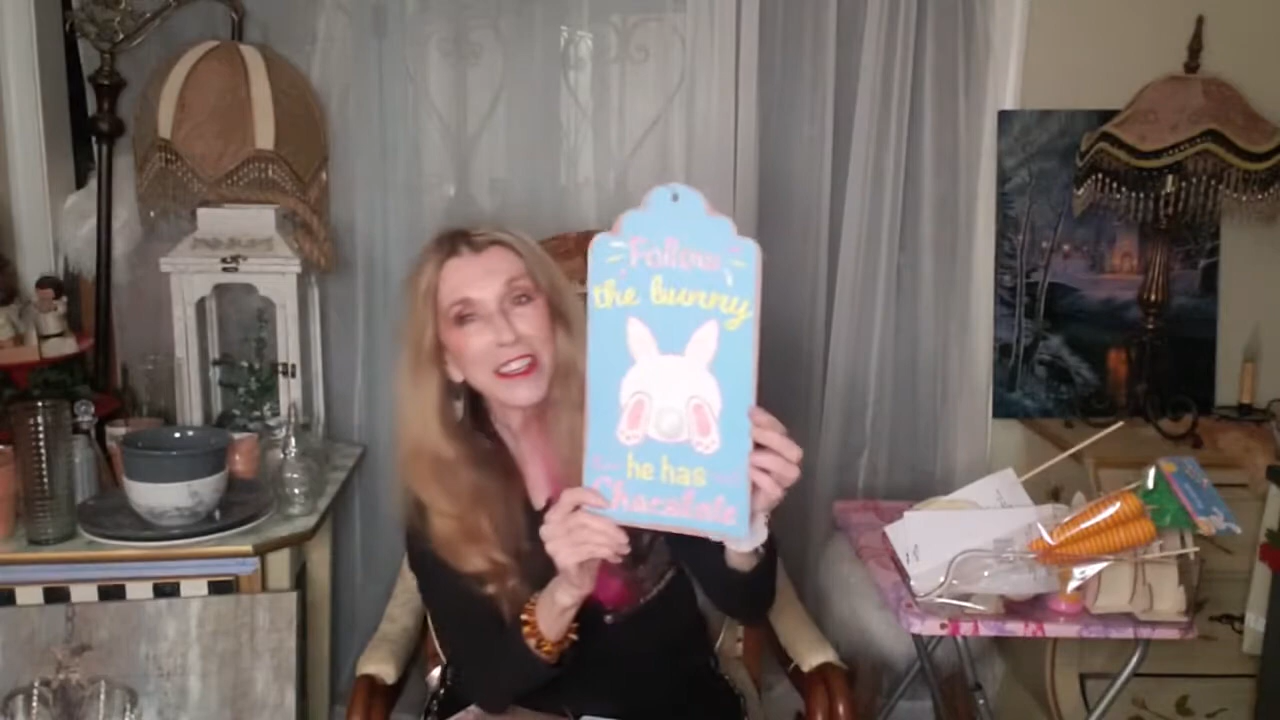 Follow
the bunny
he has
Chocolate